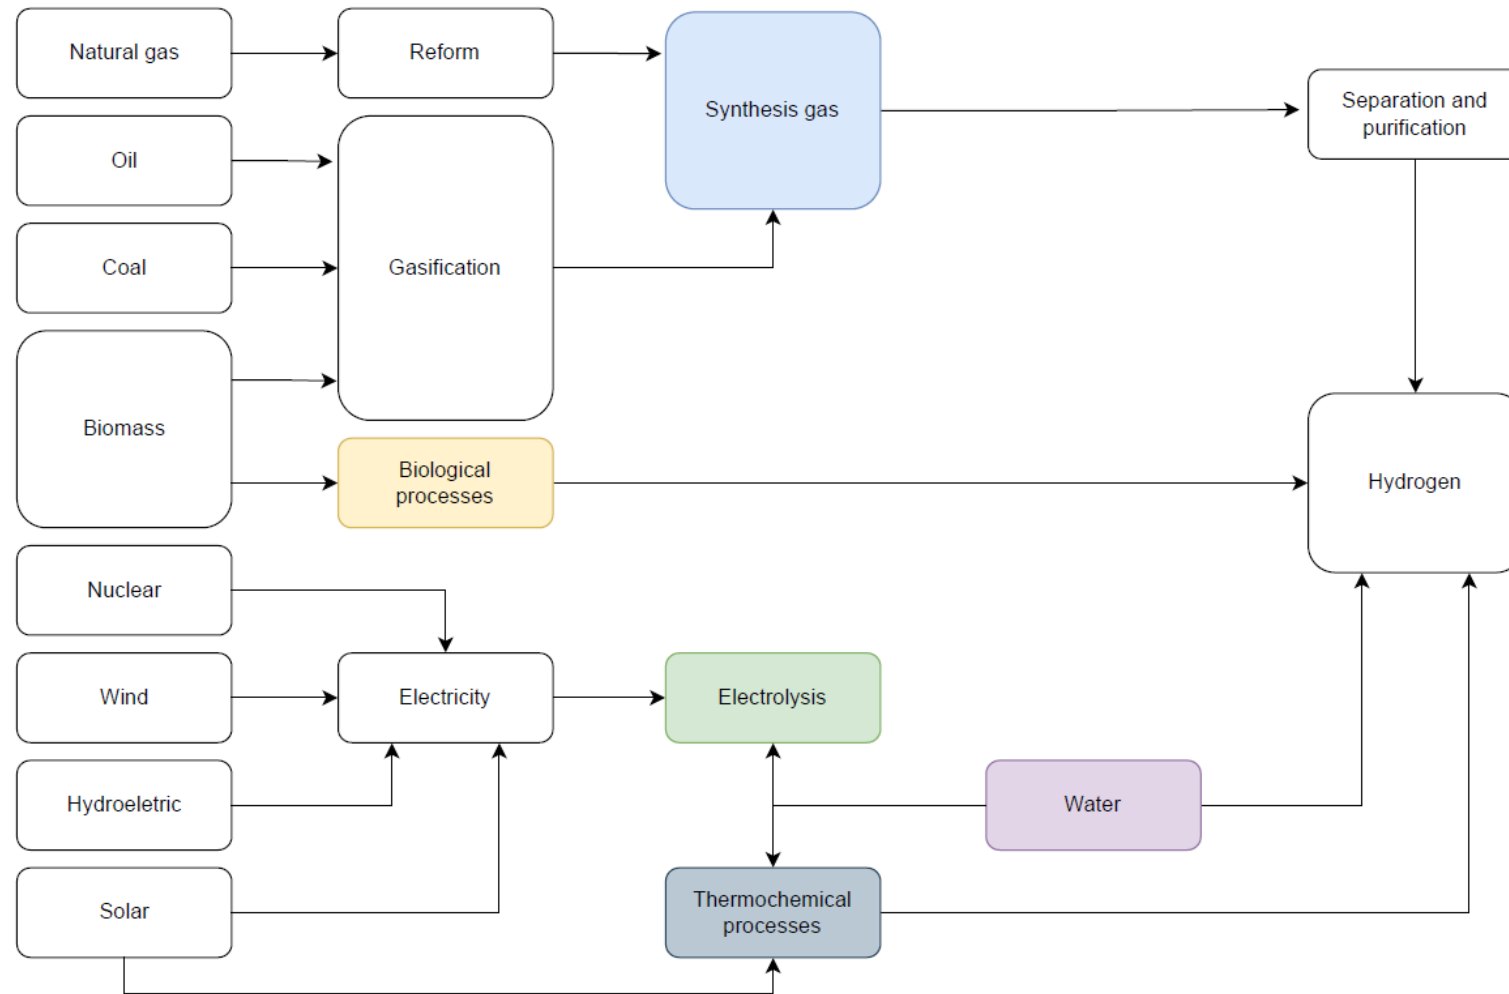 Natural gas
Reform
Synthesis gas
Separation and
purification
Oil
Coal
Gasification
Biomass
Biological
processes
Hydrogen
Nuclear
Wind
Electricity
Electrolysis
Hydroeletric
Water
Solar
Thermochemical
processes